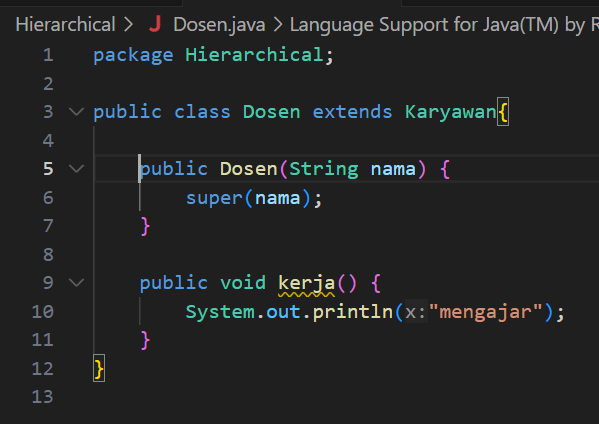 Hierarchical > J Dosen.java > Language Support for Java(TM) by R
1 package Hierarchical;
2
3 public class Dosen extends Karyawan{
4
5 public Dosen(String nama) {
6 super(nama);
7 }
8
9 public void kerja() {
10 System.out.println(x:"mengajar");
11 }
12 }
13